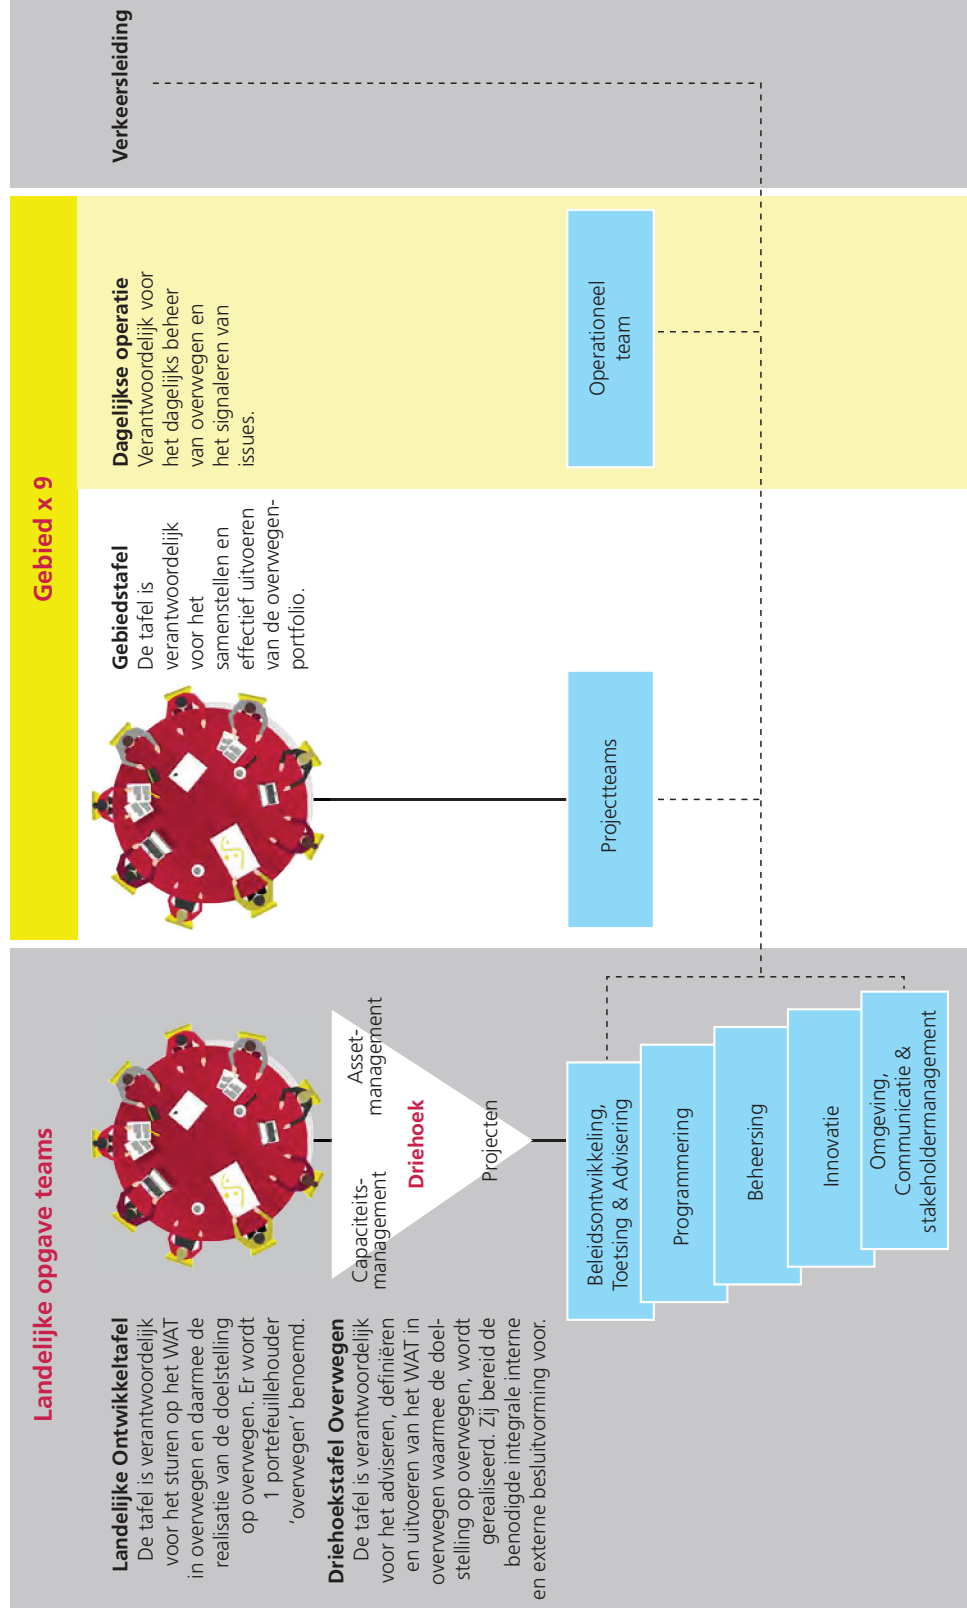 Landelijke opgave teams
Landelijke Ontwikkeltafel
De tafel is verantwoordelijk
voor het sturen op het WAT
in overwegen en daarmee de
realisatie van de doelstelling
op overwegen. Er wordt
1 portefeuillehouder
‘overwegen’ benoemd.
Driehoekstafel Overwegen
De tafel is verantwoordelijk
voor het adviseren, definiëren
en uitvoeren van het WAT in
overwegen waarmee de doel-
stelling op overwegen, wordt
gerealiseerd. Zij bereid de
benodigde integrale interne
en externe besluitvorming voor.
Capaciteits-
management
Asset-
management
Driehoek
Projecten
Beleidsontwikkeling,
Toetsing & Advisering
Programmering
Beheersing
Innovatie
Omgeving,
Communicatie &
stakeholdermanagement
Gebied x 9
Gebiedstafel
De tafel is
verantwoordelijk
voor het
samenstellen en
effectief uitvoeren
van de overwegen-
portfolio.
Projectteams
Dagelijkse operatie
Verantwoordelijk voor
het dagelijks beheer
van overwegen en
het signaleren van
issues.
Operationeel
team
Verkeersleiding